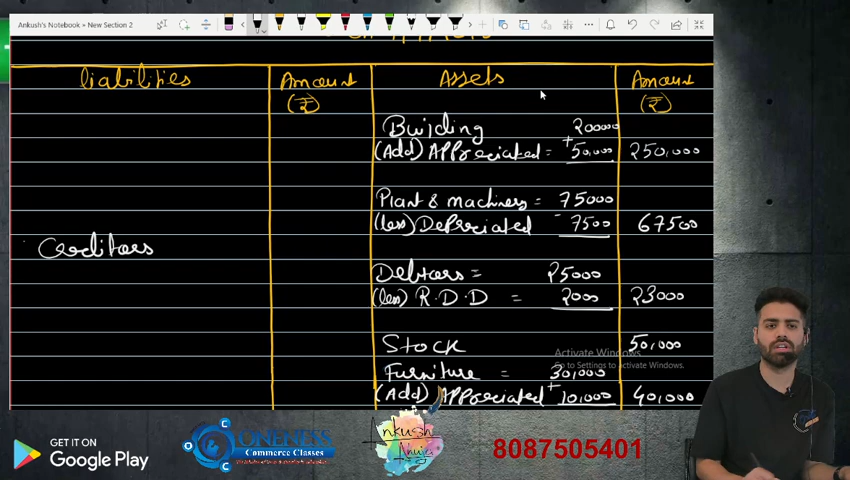 Ankush's Notebook • New Section 2
Liabilities Amount (₹) Assets Amount (₹)
Building 200000
(Add) Appreciated = + 50,000 250,000
Plant & machinery = 75000
(less) Depreciated - 7500 67500
Creditors
Debtors = 25000
(less) R.D.D = 2000 23000
Stock 50,000
Activate Windows
Go to Settings to Activate Windows.
Furniture = 30,000
(Add) Appreciated + 10,000 40,000
GET IT ON
Google Play
ONENESS
Commerce Classes
Ankush
Ahuja
8087505401